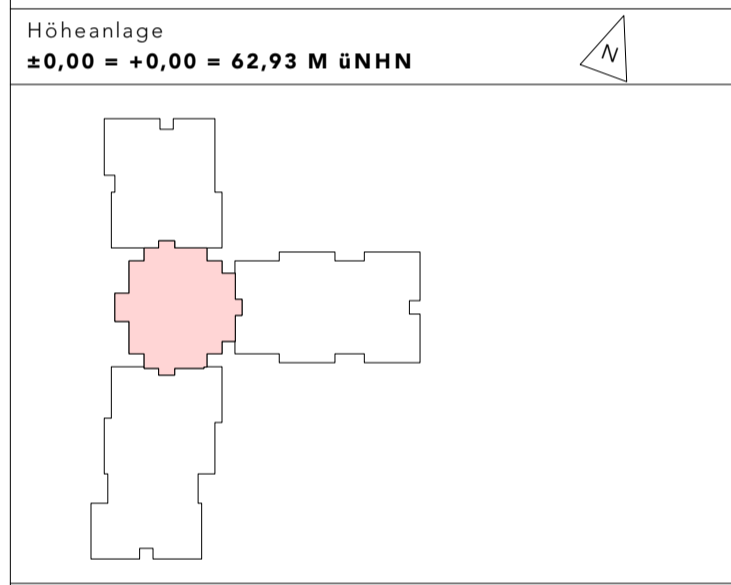 Höheanlage
±0,00 = +0,00 = 62,93 M üNHN
N